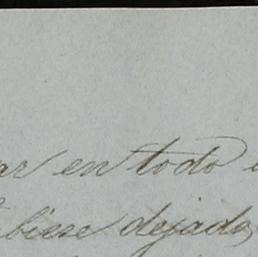 ar en todo
biese dejado,